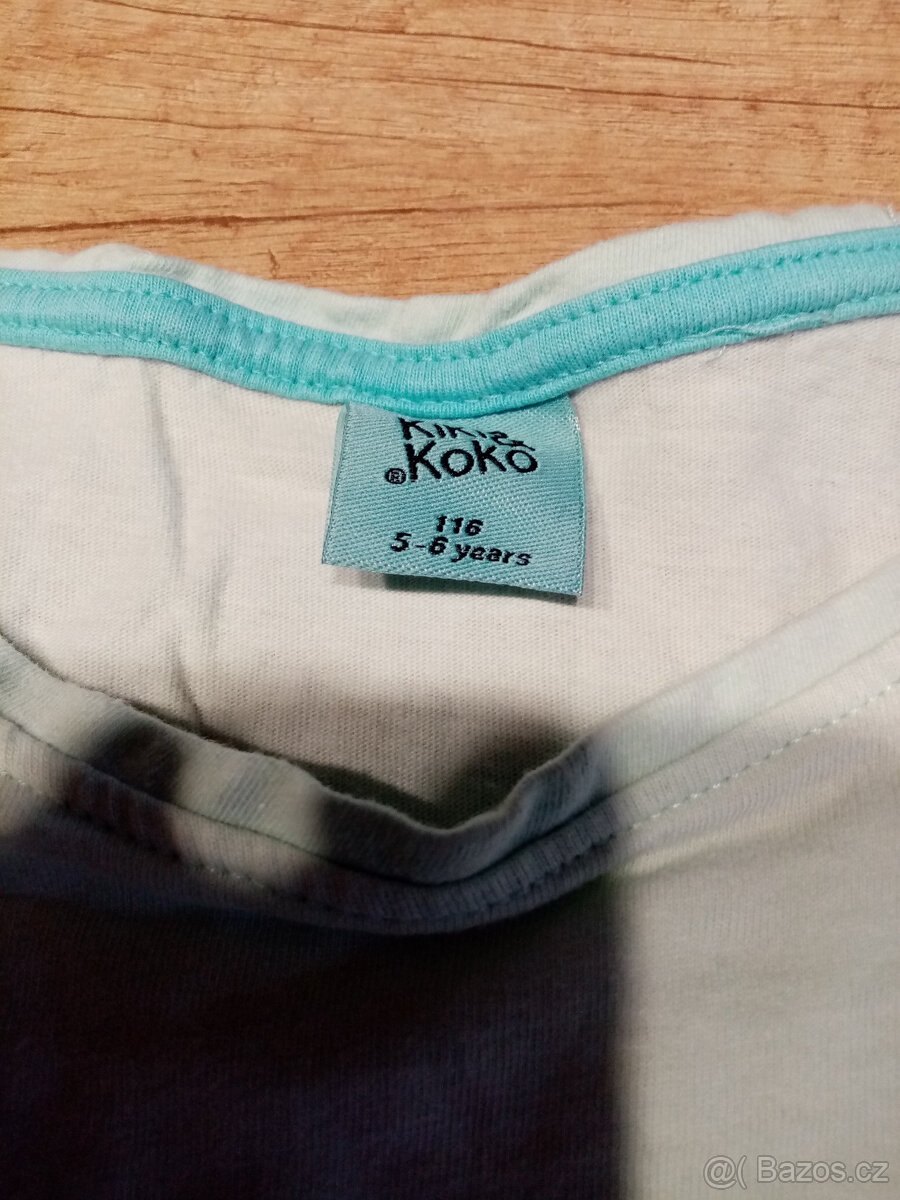 KiKi&
®KoKo
116
5-6 years
@( Bazos.cz